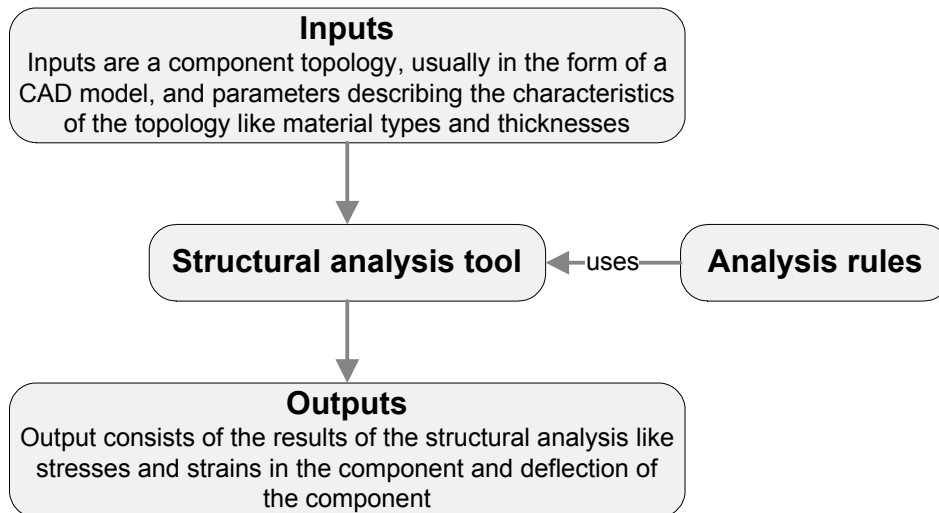 Inputs
Inputs are a component topology, usually in the form of a
CAD model, and parameters describing the characteristics
of the topology like material types and thicknesses
Structural analysis tool
uses
Analysis rules
Outputs
Output consists of the results of the structural analysis like
stresses and strains in the component and deflection of
the component